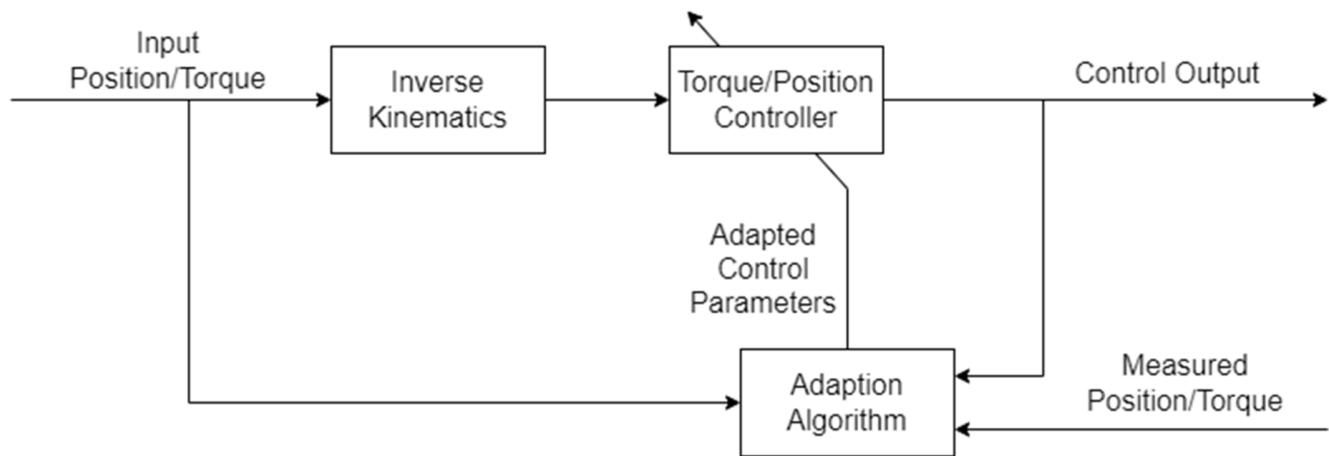 Input
Position/Torque
Inverse
Kinematics
Torque/Position
Controller
Control Output
Adapted
Control
Parameters
Adaption
Algorithm
Measured
Position/Torque